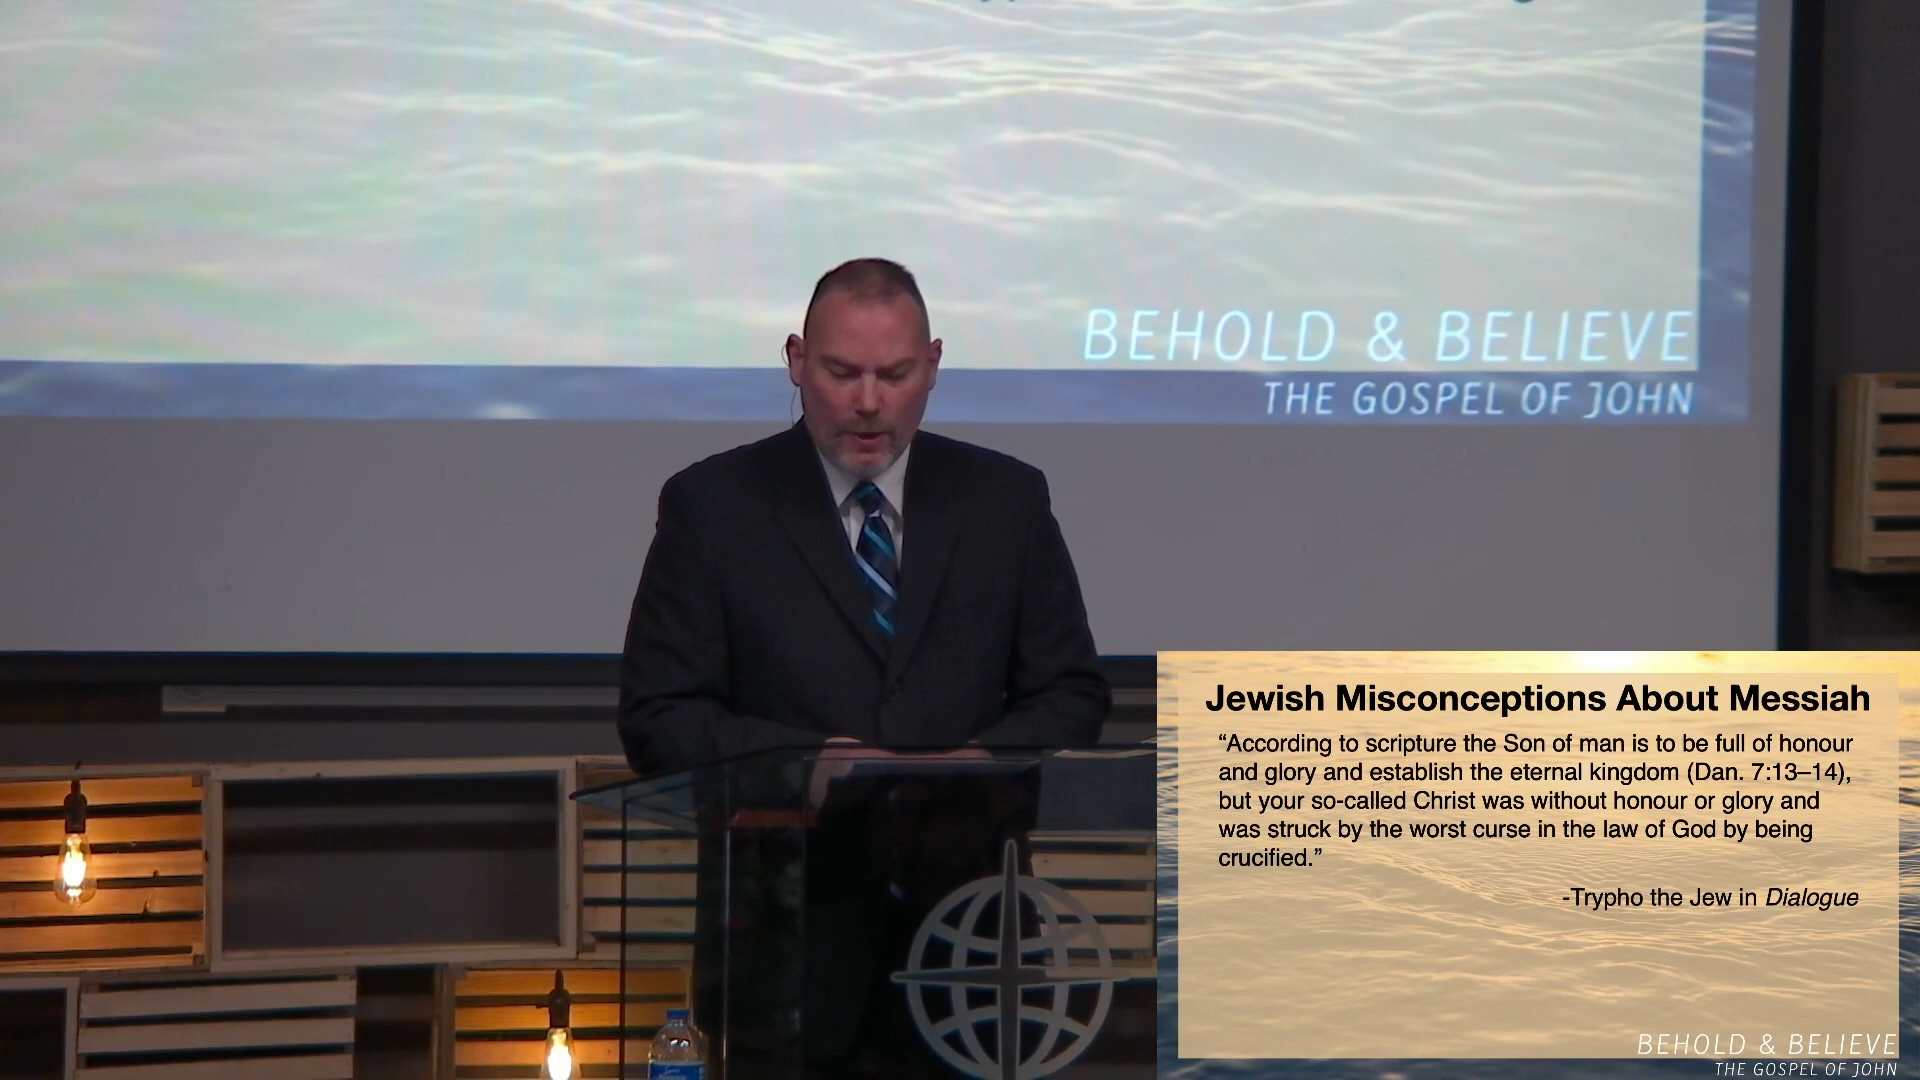 BEHOLD & BELIEVE
THE GOSPEL OF JOHN
Jewish Misconceptions About Messiah
“According to scripture the Son of man is to be full of honour
and glory and establish the eternal kingdom (Dan. 7:13–14),
but your so-called Christ was without honour or glory and
was struck by the worst curse in the law of God by being
crucified.”
-Trypho the Jew in Dialogue
BEHOLD & BELIEVE
THE GOSPEL OF JOHN